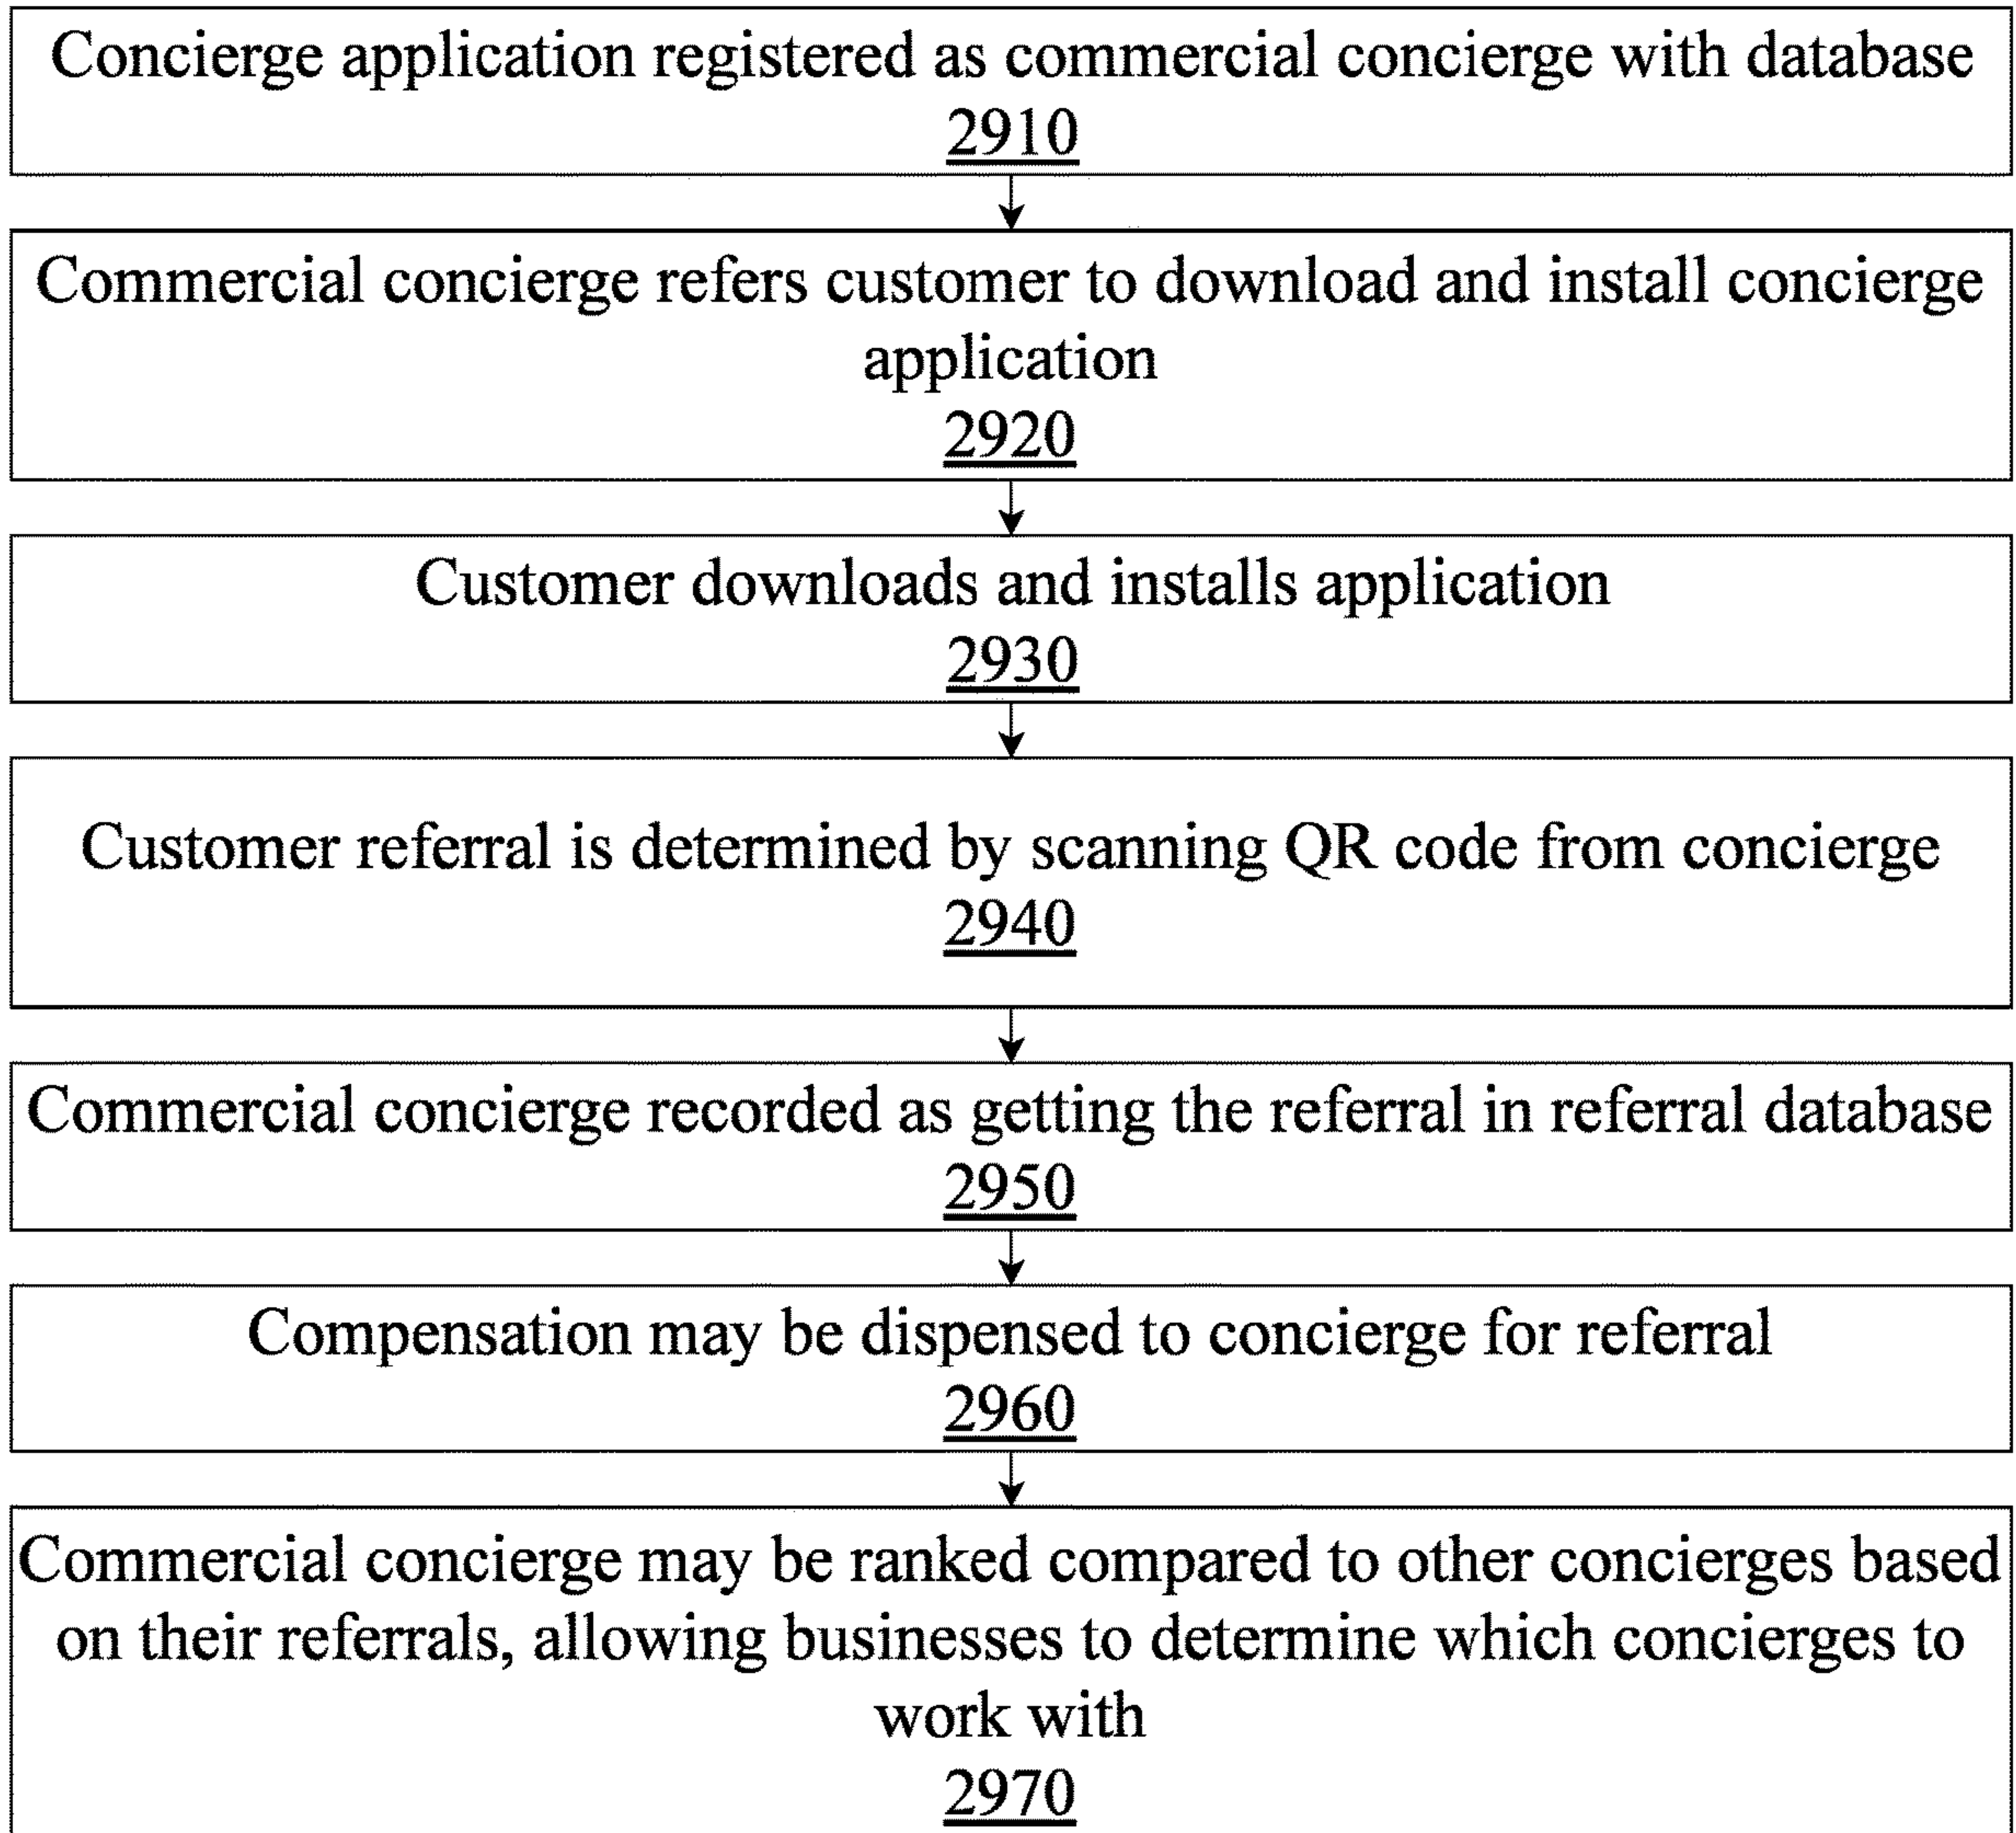 Concierge application registered as commercial concierge with database
2910
Commercial concierge refers customer to download and install concierge
application
2920
Customer downloads and installs application
2930
Customer referral is determined by scanning QR code from concierge
2940
Commercial concierge recorded as getting the referral in referral database
2950
Compensation may be dispensed to concierge for referral
2960
Commercial concierge may be ranked compared to other concierges based
on their referrals, allowing businesses to determine which concierges to
work with
2970